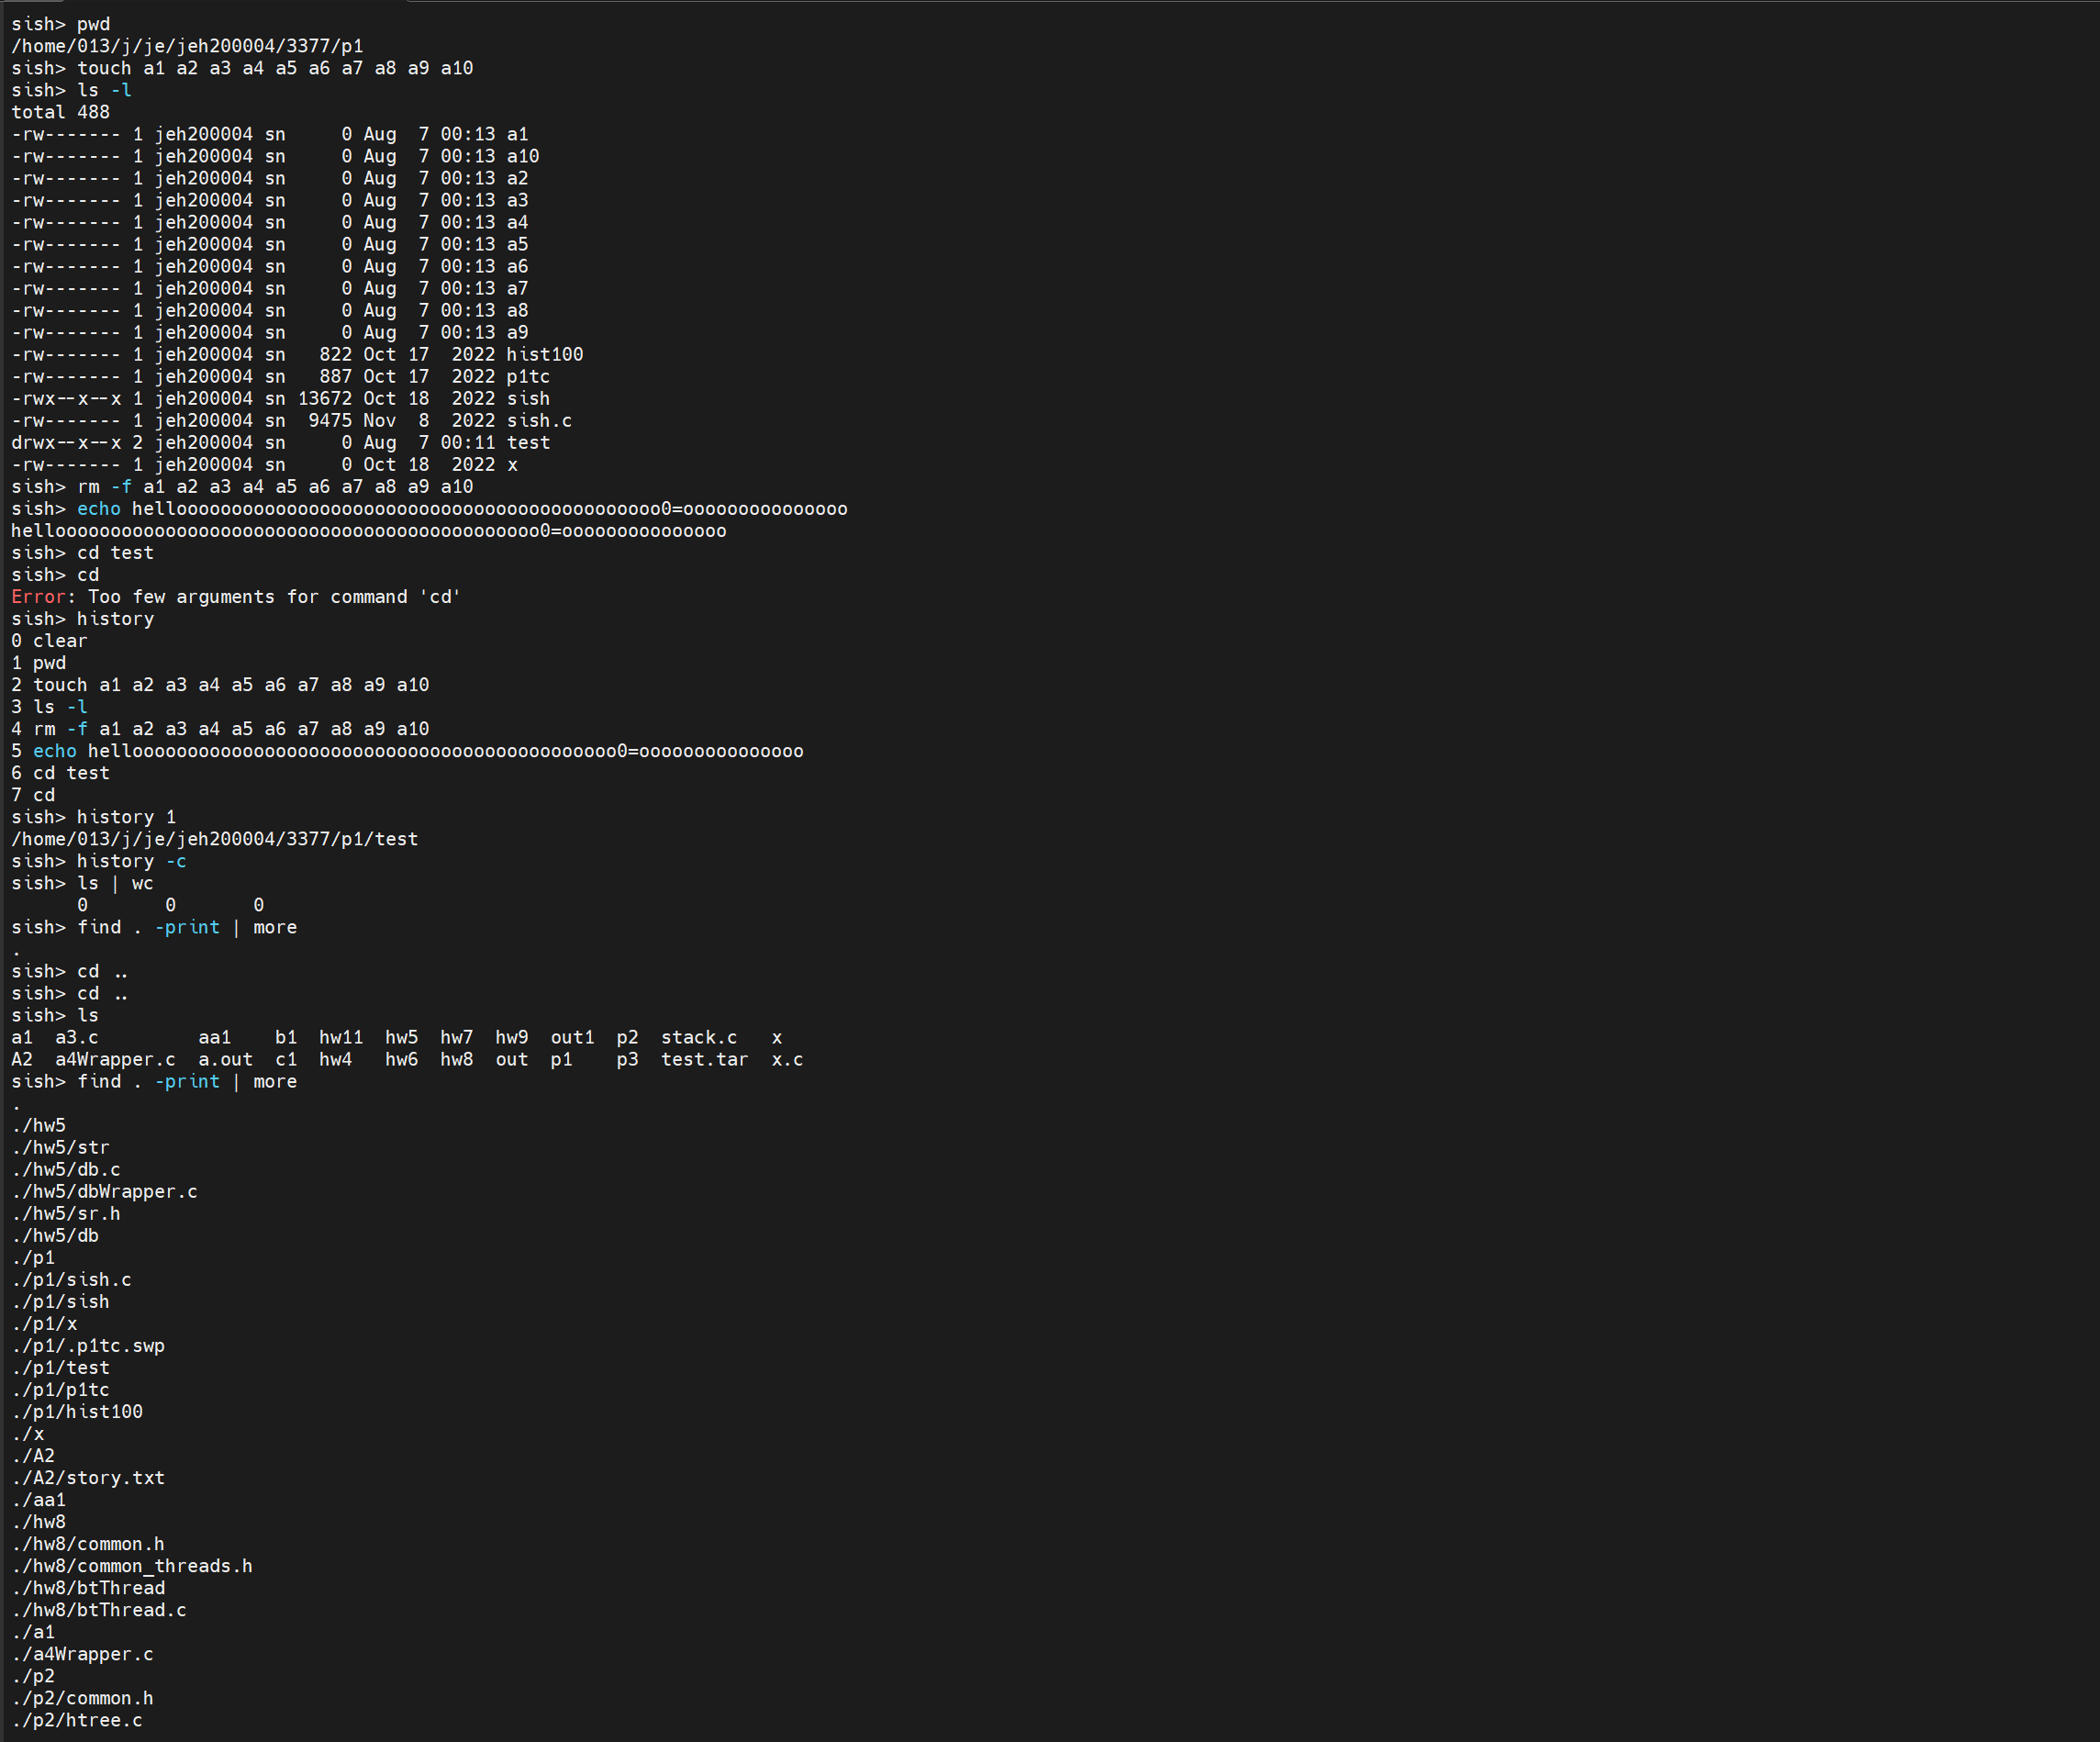 sish> pwd
/home/013/j/je/jeh200004/3377/p1
sish> touch a1 a2 a3 a4 a5 a6 a7 a8 a9 a10
sish> ls -l
total 488
-rw------- 1 jeh200004 sn     0 Aug  7 00:13 a1
-rw------- 1 jeh200004 sn     0 Aug  7 00:13 a10
-rw------- 1 jeh200004 sn     0 Aug  7 00:13 a2
-rw------- 1 jeh200004 sn     0 Aug  7 00:13 a3
-rw------- 1 jeh200004 sn     0 Aug  7 00:13 a4
-rw------- 1 jeh200004 sn     0 Aug  7 00:13 a5
-rw------- 1 jeh200004 sn     0 Aug  7 00:13 a6
-rw------- 1 jeh200004 sn     0 Aug  7 00:13 a7
-rw------- 1 jeh200004 sn     0 Aug  7 00:13 a8
-rw------- 1 jeh200004 sn     0 Aug  7 00:13 a9
-rw------- 1 jeh200004 sn   822 Oct 17  2022 hist100
-rw------- 1 jeh200004 sn   887 Oct 17  2022 p1tc
-rwx--x--x 1 jeh200004 sn 13672 Oct 18  2022 sish
-rw------- 1 jeh200004 sn  9475 Nov  8  2022 sish.c
drwx--x--x 2 jeh200004 sn     0 Aug  7 00:11 test
-rw------- 1 jeh200004 sn     0 Oct 18  2022 x
sish> rm -f a1 a2 a3 a4 a5 a6 a7 a8 a9 a10
sish> echo helloooooooooooooooooooooooooooooooooooooooooooo0=ooooooooooooooo
helloooooooooooooooooooooooooooooooooooooooooooo0=ooooooooooooooo
sish> cd test
sish> cd
Error: Too few arguments for command 'cd'
sish> history
0 clear
1 pwd
2 touch a1 a2 a3 a4 a5 a6 a7 a8 a9 a10
3 ls -l
4 rm -f a1 a2 a3 a4 a5 a6 a7 a8 a9 a10
5 echo helloooooooooooooooooooooooooooooooooooooooooooo0=ooooooooooooooo
6 cd test
7 cd
sish> history 1
/home/013/j/je/jeh200004/3377/p1/test
sish> history -c
sish> ls | wc
      0       0       0
sish> find . -print | more
.
sish> cd ..
sish> cd ..
sish> ls
a1  a3.c         aa1    b1  hw11  hw5  hw7  hw9  out1  p2  stack.c   x
A2  a4Wrapper.c  a.out  c1  hw4   hw6  hw8  out  p1    p3  test.tar  x.c
sish> find . -print | more
.
./hw5
./hw5/str
./hw5/db.c
./hw5/dbWrapper.c
./hw5/sr.h
./hw5/db
./p1
./p1/sish.c
./p1/sish
./p1/x
./p1/.p1tc.swp
./p1/test
./p1/p1tc
./p1/hist100
./x
./A2
./A2/story.txt
./aa1
./hw8
./hw8/common.h
./hw8/common_threads.h
./hw8/btThread
./hw8/btThread.c
./a1
./a4Wrapper.c
./p2
./p2/common.h
./p2/htree.c